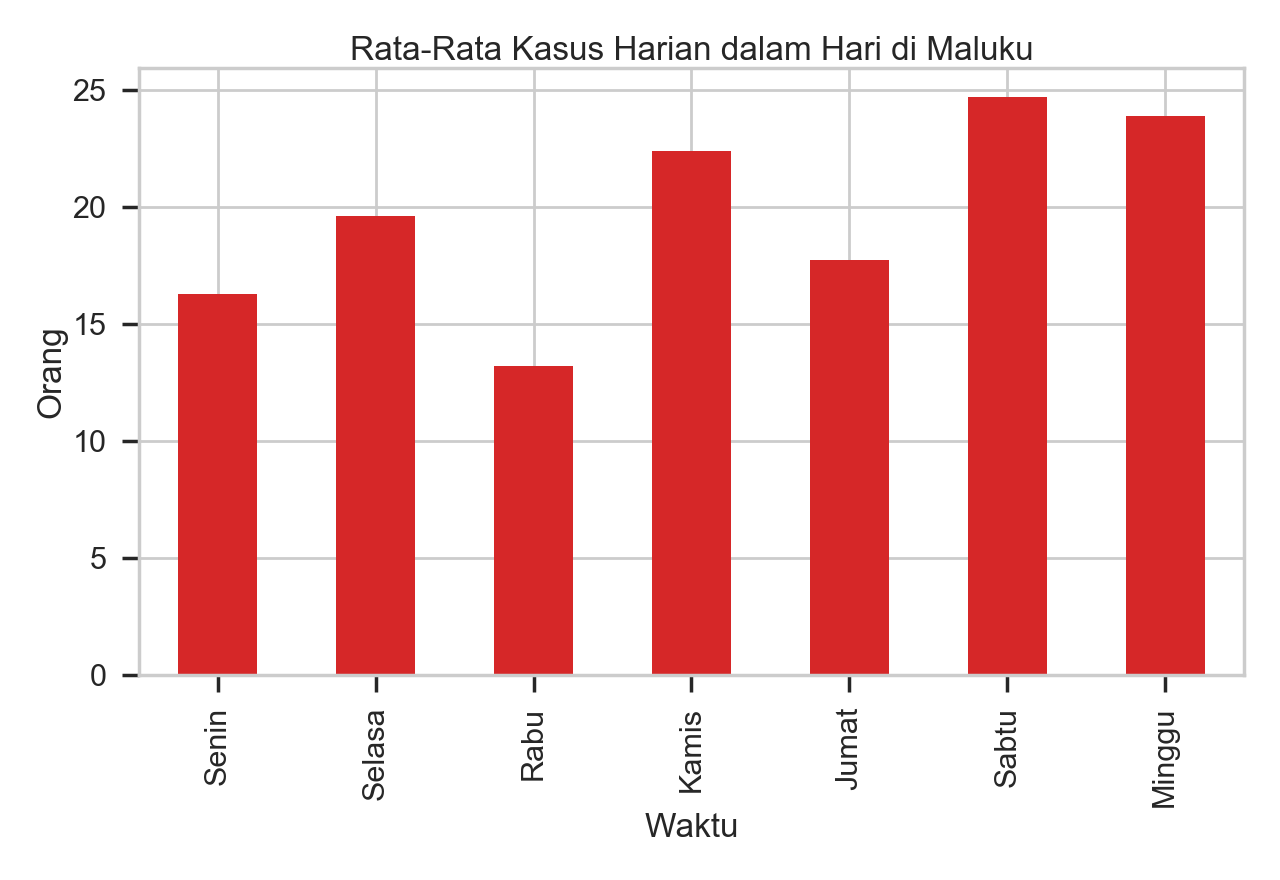 Rata-Rata Kasus Harian dalam Hari di Maluku
25
20
15
10
5
0
Orang
Senin
Selasa
Rabu
Kamis
Jumat
Sabtu
Minggu
Waktu